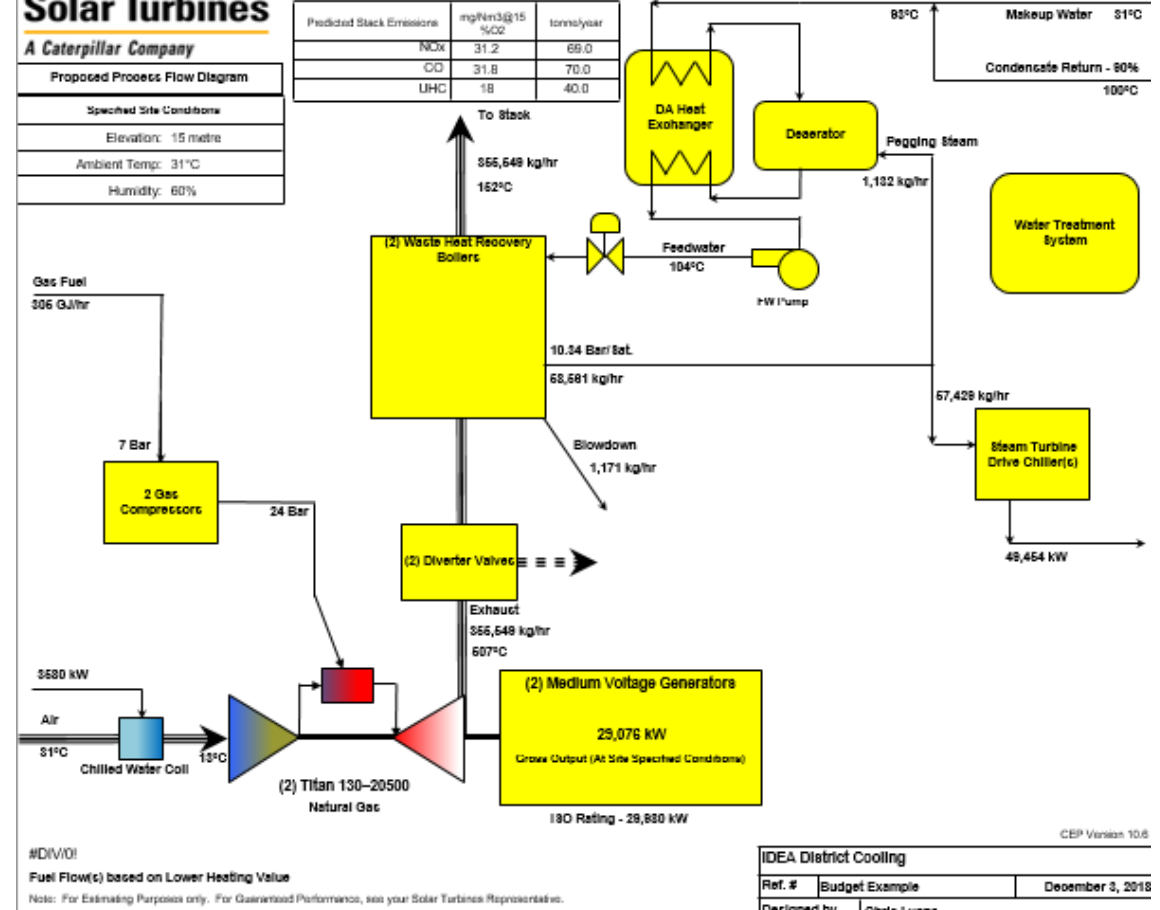 Solar Turbines
A Caterpillar Company
Proposed Process Flow Diagram
Specified Site Conditions
Elevation: 15 metre
Ambient Temp: 31°C
Humidity: 60%
Predicted Stack Emissions
mg/Nm3@15 %O2
tonne/year
NOx 31.2 69.0
CO 31.8 70.0
UHC 18 40.0
To Stack
355,549 kg/hr
152°C
DA Heat
Exchanger
Deaerator
93°C
Makeup Water 31°C
Condensate Return - 90%
100°C
Pegging Steam
1,132 kg/hr
Water Treatment
System
(2) Waste Heat Recovery
Boilers
Feedwater
104°C
FW Pump
Gas Fuel
306 GJ/hr
10.34 Bar/Sat.
58,561 kg/hr
57,429 kg/hr
Steam Turbine
Drive Chiller(s)
49,454 kW
Blowdown
1,171 kg/hr
7 Bar
2 Gas
Compressors
24 Bar
(2) Diverter Valves
Exhaust
355,549 kg/hr
507°C
3580 kW
Air
31°C
Chilled Water Coil
13°C
(2) Titan 130–20500
Natural Gas
(2) Medium Voltage Generators
29,076 kW
Gross Output (At Site Specified Conditions)
ISO Rating - 29,930 kW
CEP Version 10.6
#DIV/0!
Fuel Flow(s) based on Lower Heating Value
Note: For Estimating Purposes only. For Guaranteed Performance, see your Solar Turbines Representative.
IDEA District Cooling
Ref. # Budget Example December 3, 2018
Designed by Chris Lyons